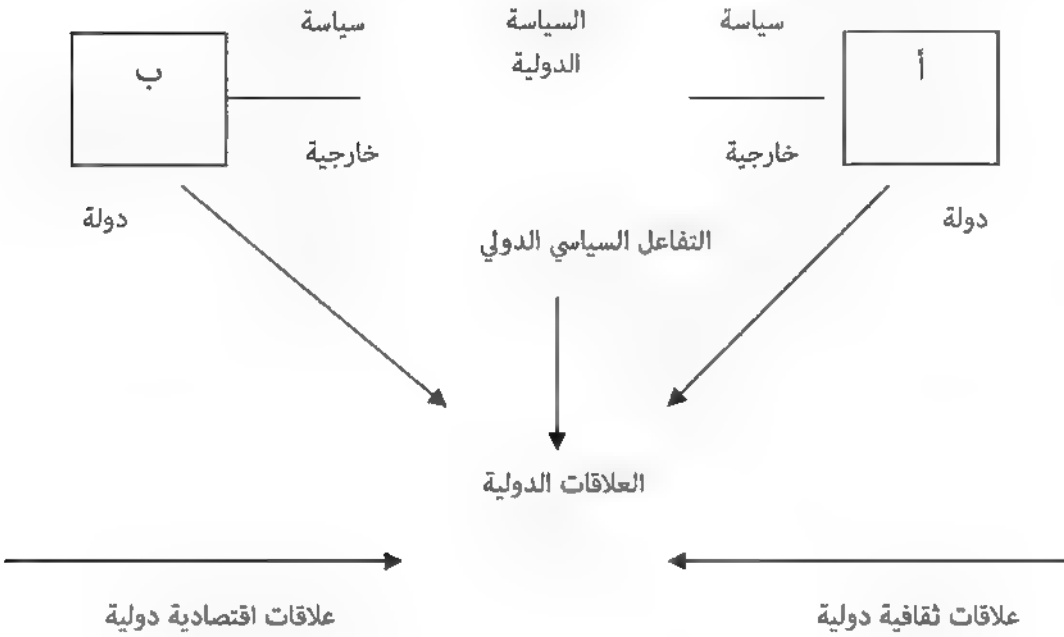 سياسة
السياسة
سياسة
أ
ب
الدولية
خارجية
خارجية
دولة
دولة
التفاعل السياسي الدولي
العلاقات الدولية
علاقات ثقافية دولية
علاقات اقتصادية دولية